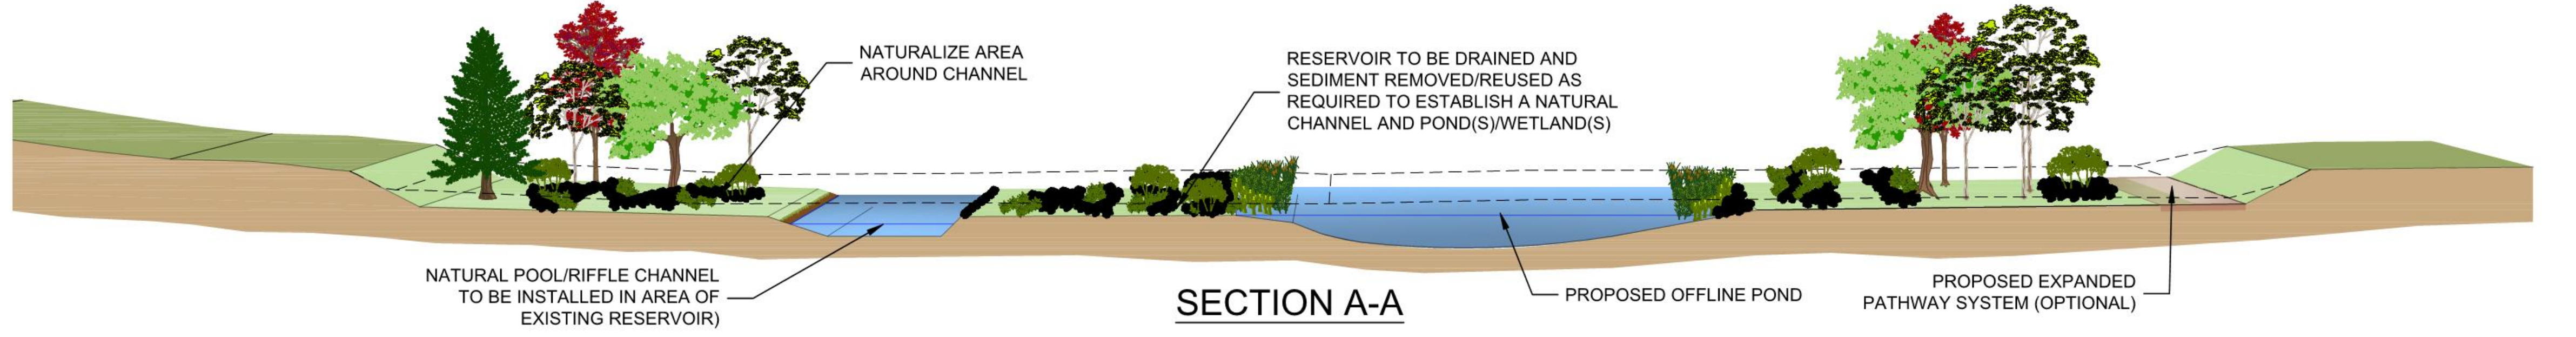 NATURALIZE AREA
AROUND CHANNEL
RESERVOIR TO BE DRAINED AND
SEDIMENT REMOVED/REUSED AS
REQUIRED TO ESTABLISH A NATURAL
CHANNEL AND POND(S)/WETLAND(S)
NATURAL POOL/RIFFLE CHANNEL
TO BE INSTALLED IN AREA OF
EXISTING RESERVOIR)
SECTION A-A
PROPOSED OFFLINE POND
PROPOSED EXPANDED
PATHWAY SYSTEM (OPTIONAL)